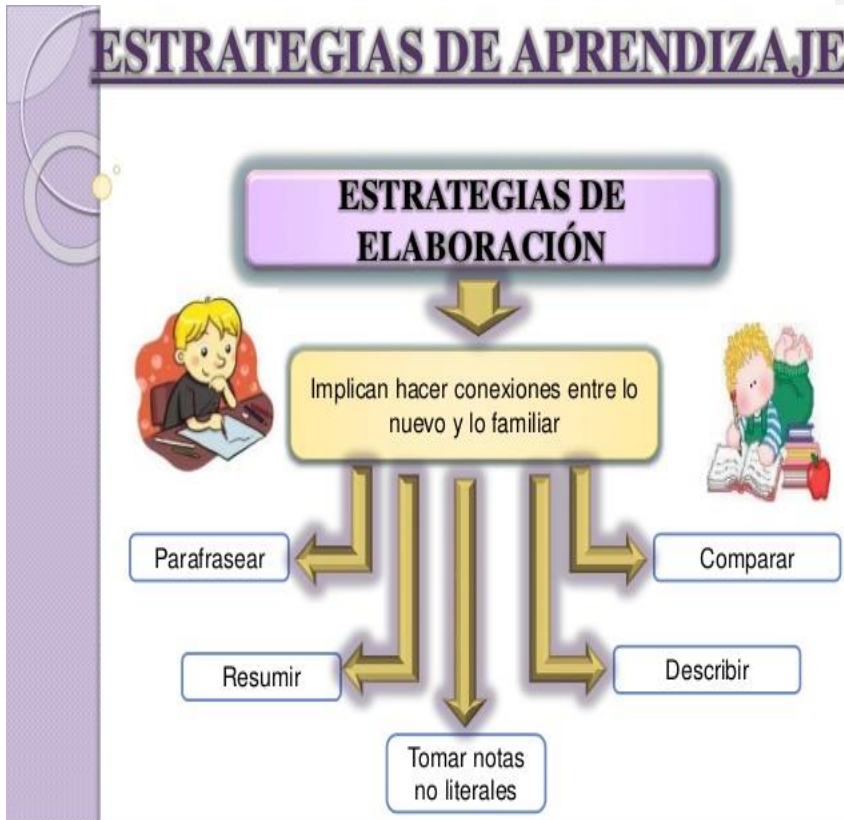 ESTRATEGIAS DE APRENDIZAJE
ESTRATEGIAS DE
ELABORACIÓN
Implican hacer conexiones entre lo
nuevo y lo familiar
Parafrasear
Comparar
Resumir
Describir
Tomar notas
no literales